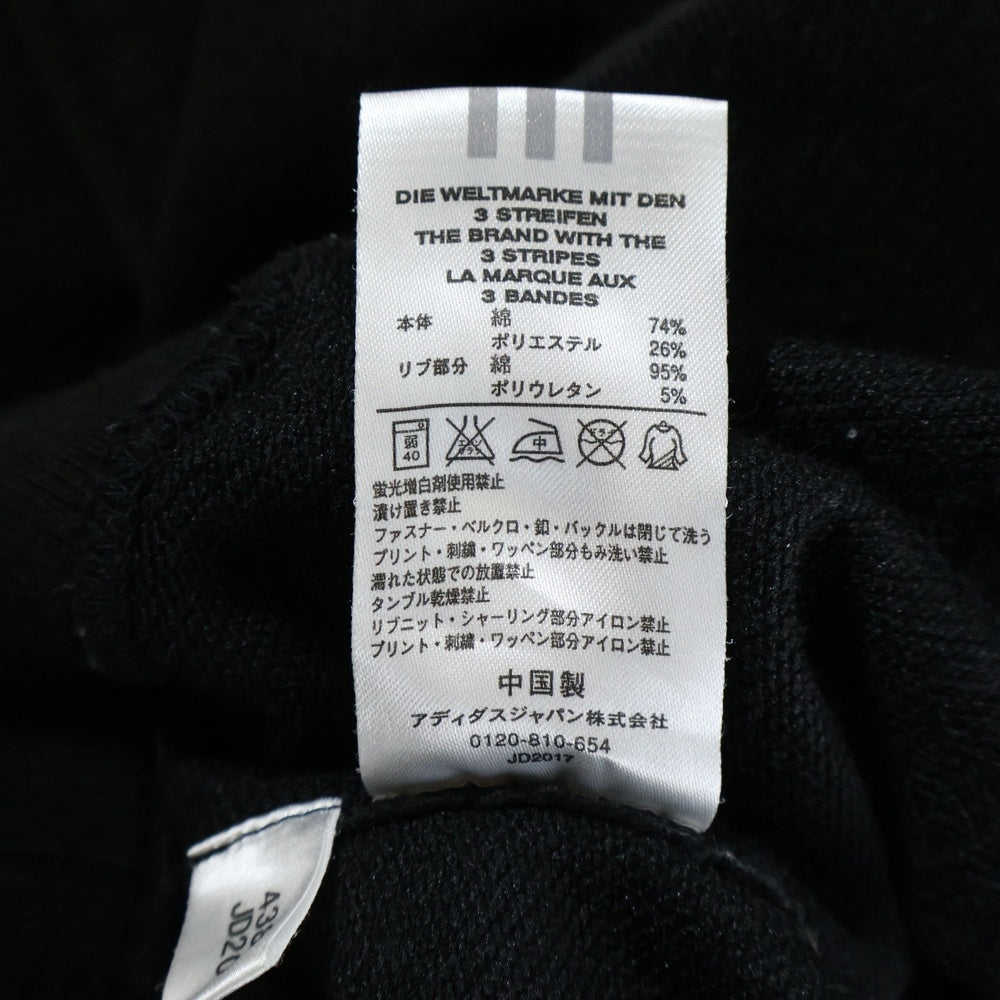 DIE WELTMARKE MIT DEN
3 STREIFEN
THE BRAND WITH THE
3 STRIPES
LA MARQUE AUX
3 BANDES
本体 綿 74%
ポリエステル 26%
リブ部分 綿 95%
ポリウレタン 5%
弱 40 中
蛍光増白剤使用禁止
漬け置き禁止
ファスナー・ベルクロ・釦・バックルは閉じて洗う
プリント・刺繍・ワッペン部分もみ洗い禁止
濡れた状態での放置禁止
タンブル乾燥禁止
リブニット・シャーリング部分アイロン禁止
プリント・刺繍・ワッペン部分アイロン禁止
中国製
アディダスジャパン株式会社
0120-810-654
JD2017